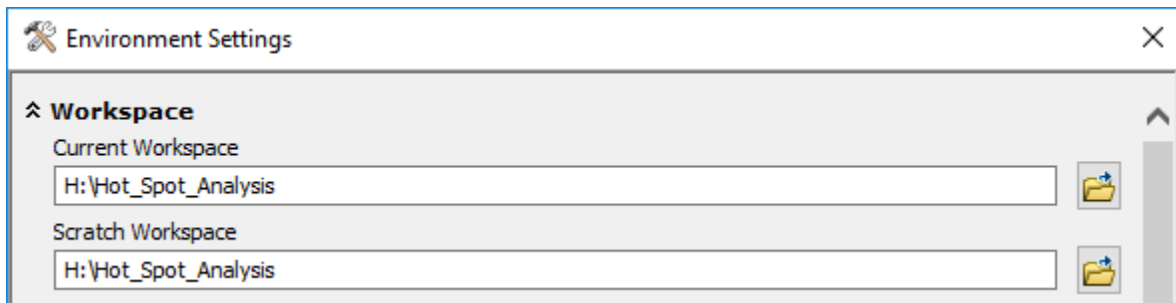 Environment Settings
Workspace
Current Workspace
H:\Hot_Spot_Analysis
Scratch Workspace
H:\Hot_Spot_Analysis